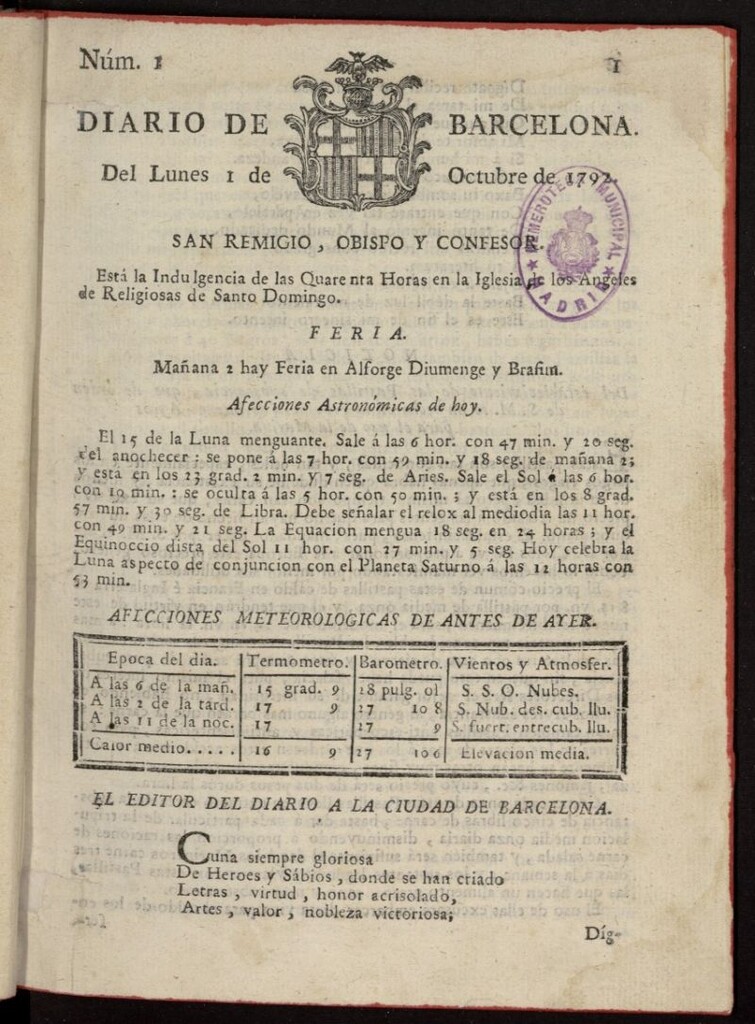 Núm. 1
1
DIARIO DE BARCELONA.
Del Lunes 1 de Octubre de 1792.
HEMEROTECA MUNICIPAL
★ MADRID ★
SAN REMIGIO, OBISPO Y CONFESOR.
Está la Indulgencia de las Quarenta Horas en la Iglesia de los Angeles
de Religiosas de Santo Domingo.
FERIA.
Mañana 2 hay Feria en Alforge Diumenge y Brafim.
Afecciones Astronómicas de hoy.
El 15 de la Luna menguante. Sale á las 6 hor. con 47 min. y 20 seg.
del anochecer: se pone á las 7 hor. con 59 min. y 18 seg. de mañana 2;
y está en los 23 grad. 2 min. y 7 seg. de Aries. Sale el Sol á las 6 hor.
con 10 min.: se oculta á las 5 hor. con 50 min.; y está en los 8 grad.
57 min. y 30 seg. de Libra. Debe señalar el relox al mediodia las 11 hor.
con 49 min. y 21 seg. La Equacion mengua 18 seg. en 24 horas; y el
Equinoccio dista del Sol 11 hor. con 27 min. y 5 seg. Hoy celebra la
Luna aspecto de conjuncion con el Planeta Saturno á las 12 horas con
53 min.
AFECCIONES METEOROLOGICAS DE ANTES DE AYER.
Epoca del dia. Termometro. Barometro. Vientos y Atmosfer.
A las 6 de la mañ. 15 grad. 9 28 pulg. ol S. S. O. Nubes.
A las 2 de la tard. 17 9 27 10 8 S. Nub. des. cub. llu.
A las 11 de la noc. 17 27 9 S. fuert. entrecub. llu.
Calor medio..... 16 9 27 10 6 Elevacion media.
EL EDITOR DEL DIARIO A LA CIUDAD DE BARCELONA.
Cuna siempre gloriosa
De Heroes y Sábios, donde se han criado
Letras, virtud, honor acrisolado,
Artes, valor, nobleza victoriosa;
Díg-